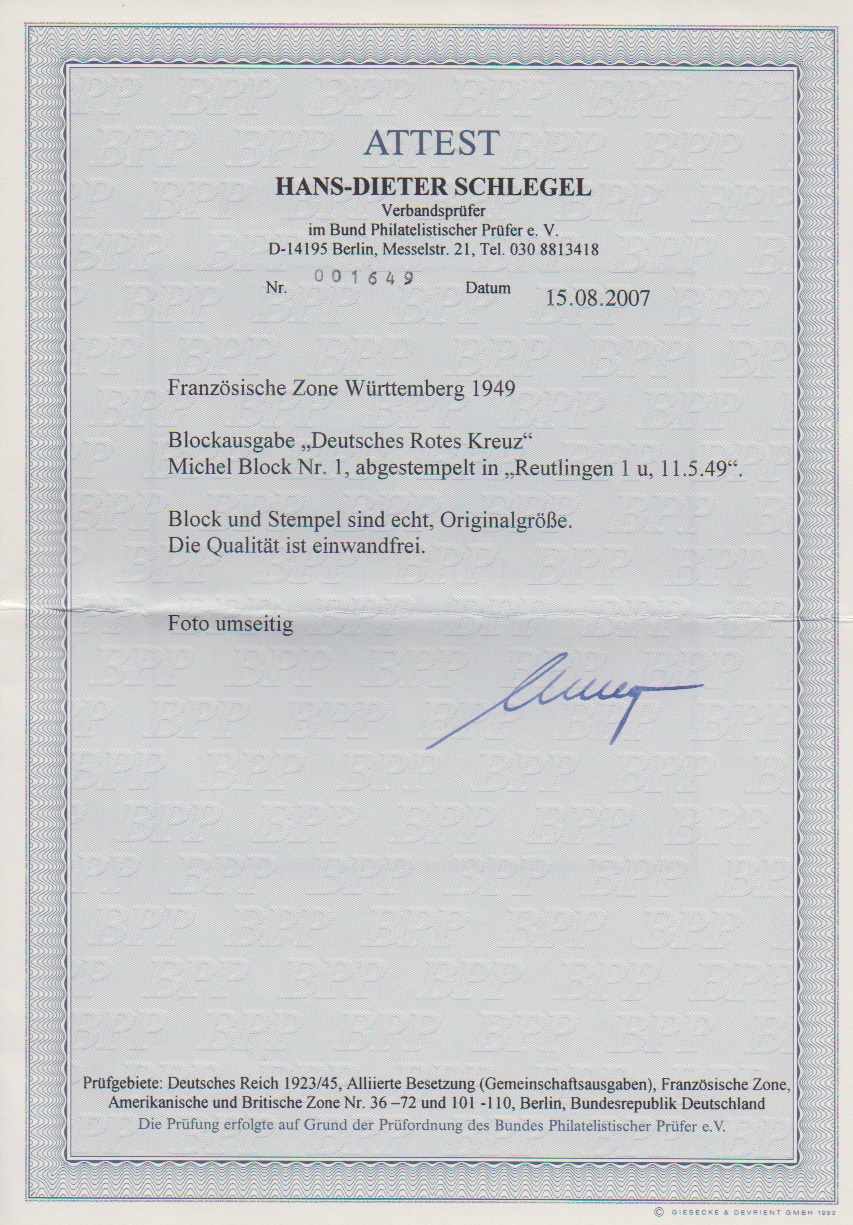 ATTEST
HANS-DIETER SCHLEGEL
Verbandsprüfer
im Bund Philatelistischer Prüfer e. V.
D-14195 Berlin, Messelstr. 21, Tel. 030 8813418
Nr. 001649 Datum 15.08.2007
Französische Zone Württemberg 1949
Blockausgabe „Deutsches Rotes Kreuz“
Michel Block Nr. 1, abgestempelt in „Reutlingen 1 u, 11.5.49“.
Block und Stempel sind echt, Originalgröße.
Die Qualität ist einwandfrei.
Foto umseitig
Prüfgebiete: Deutsches Reich 1923/45, Alliierte Besetzung (Gemeinschaftsausgaben), Französische Zone,
Amerikanische und Britische Zone Nr. 36 –72 und 101 -110, Berlin, Bundesrepublik Deutschland
Die Prüfung erfolgte auf Grund der Prüfordnung des Bundes Philatelistischer Prüfer e.V.
© GIESECKE & DEVRIENT GMBH 1992